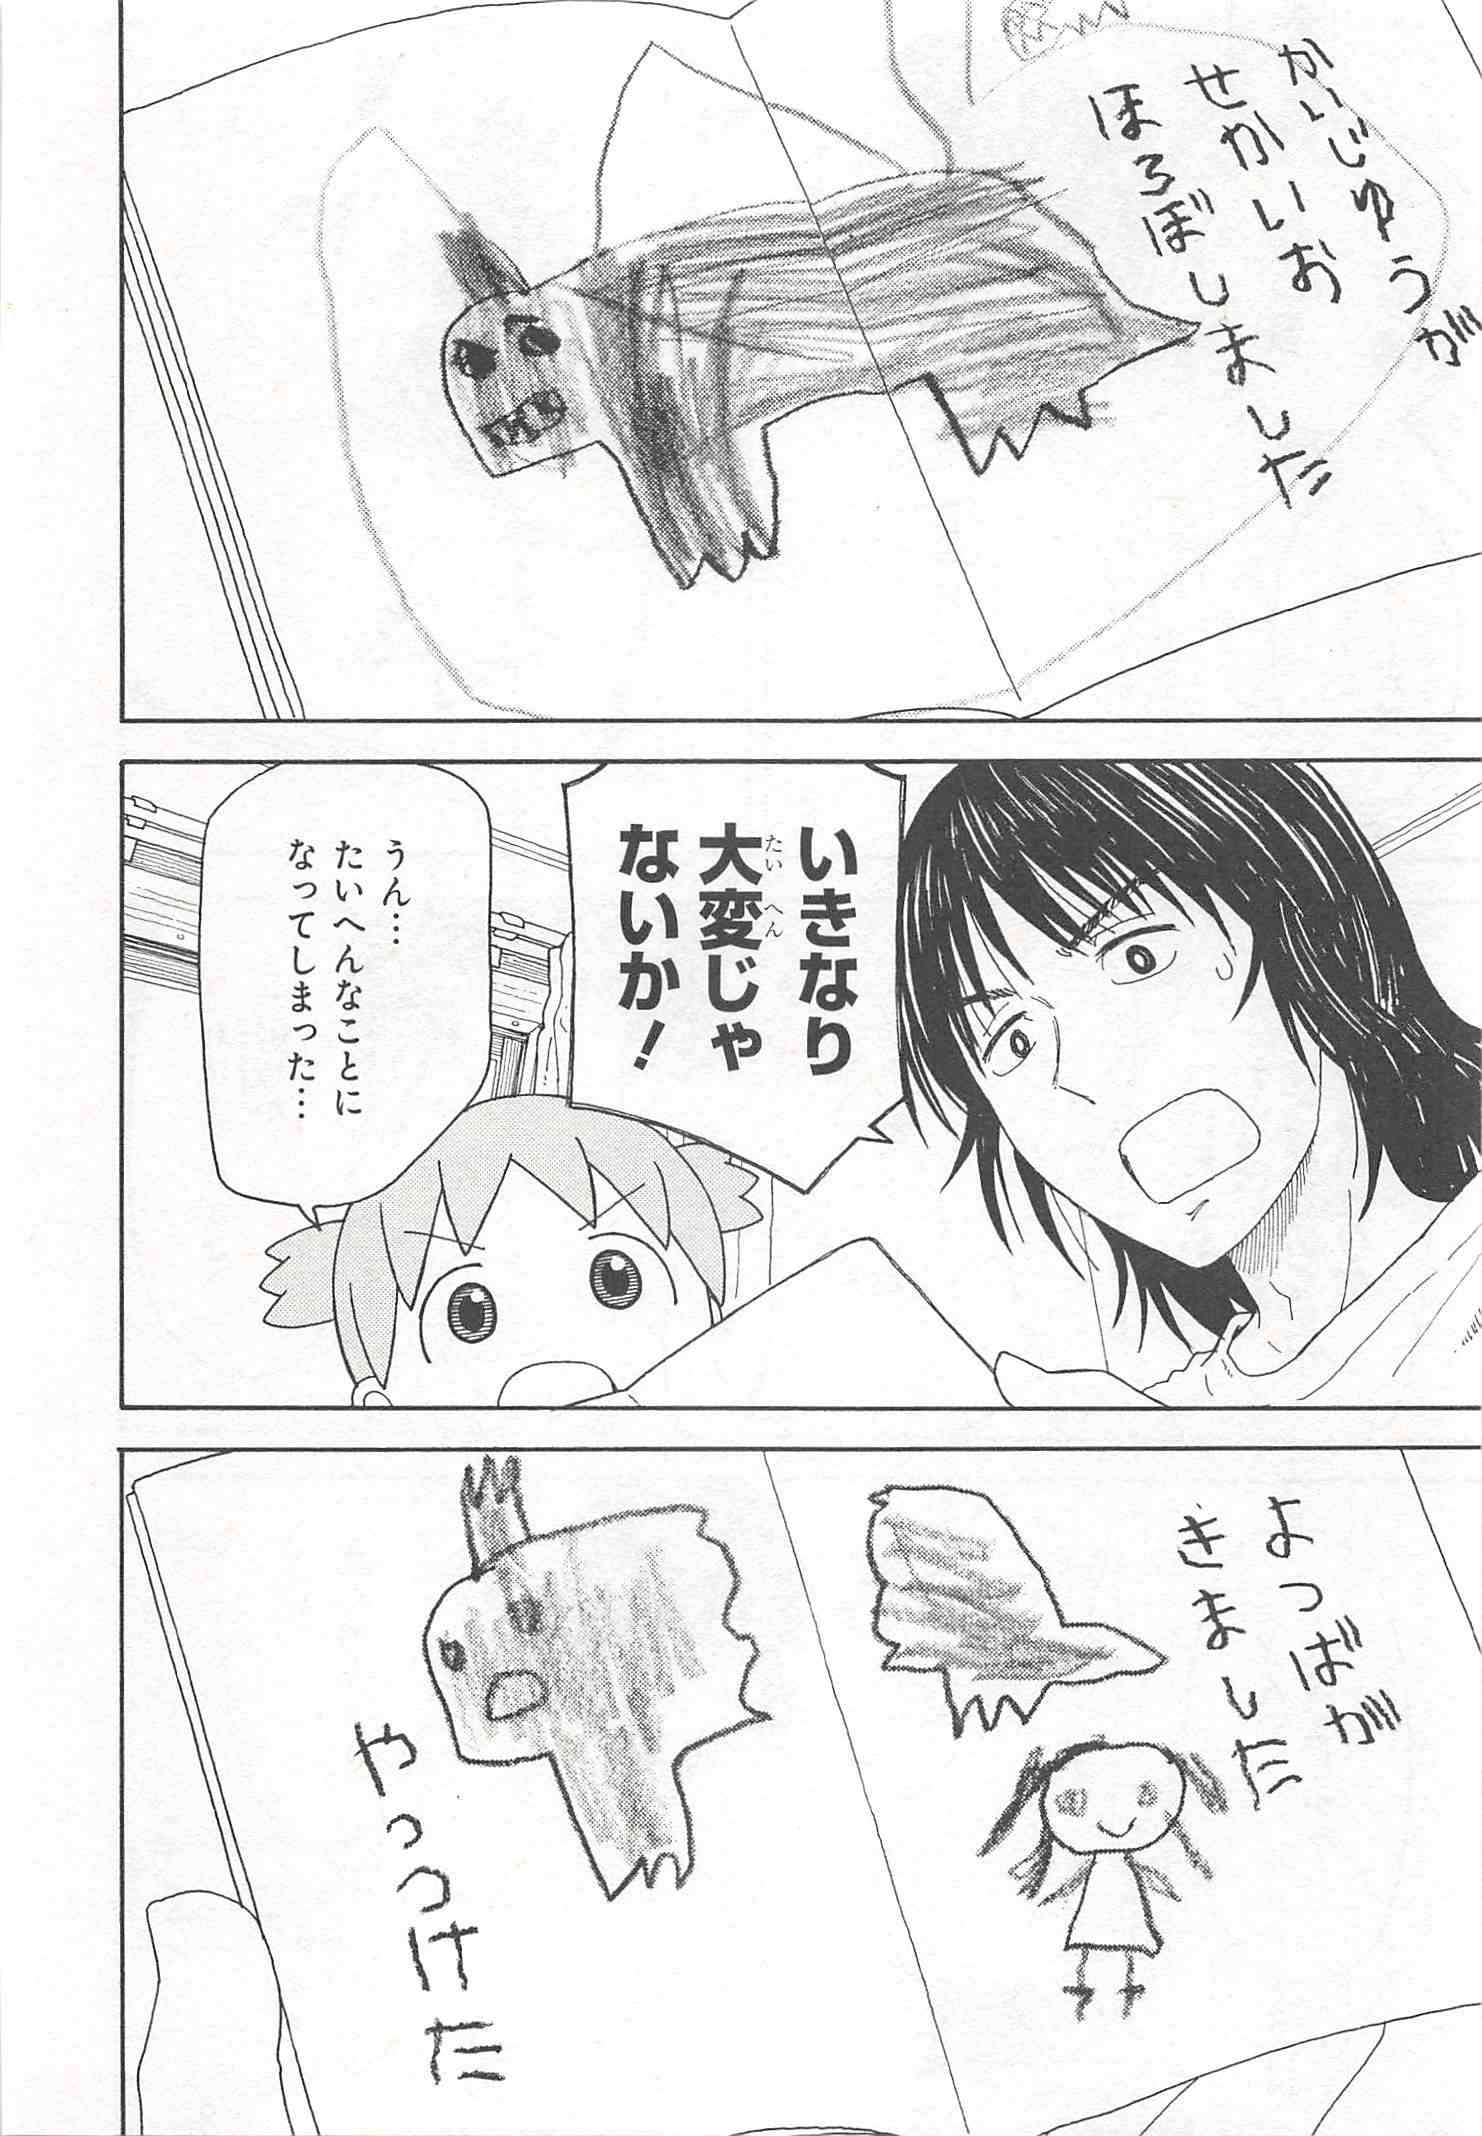 かいじゅうが
せかいお
ほろぼしました
いきなり
大変じゃ
ないか!
たい
へん
うん…
たいへんなことに
なってしまった…
よつばが
きました
やっつけた